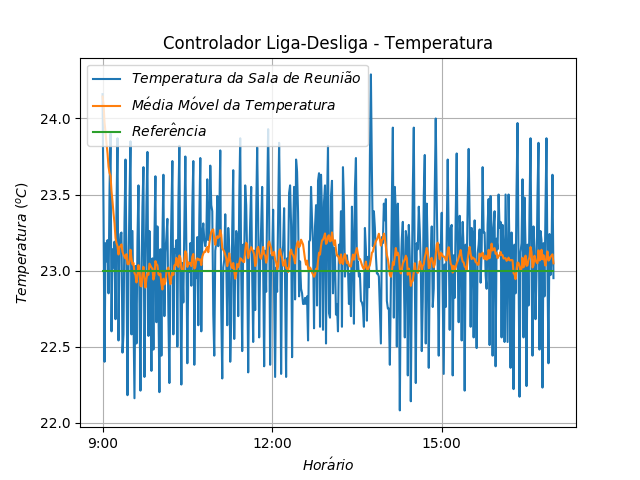 Controlador Liga-Desliga - Temperatura
Temperatura da Sala de Reunião
Média Móvel da Temperatura
Referência
24.0
23.5
23.0
22.5
22.0
Temperatura (ºC)
9:00 12:00 15:00
Horário